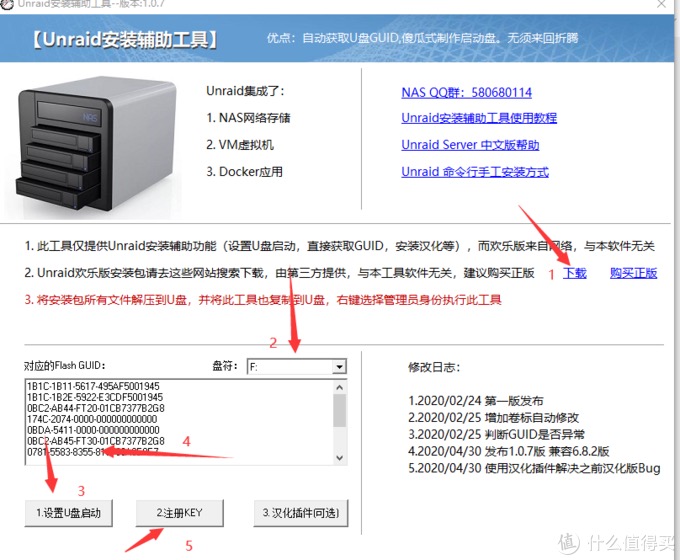 Unraid安装辅助工具--版本:1.0.7
【Unraid安装辅助工具】
优点：自动获取U盘GUID,傻瓜式制作启动盘。无须来回折腾
NAS
Unraid集成了：
1. NAS网络存储
2. VM虚拟机
3. Docker应用
NAS QQ群：580680114
Unraid安装辅助工具使用教程
Unraid Server 中文版帮助
Unraid 命令行手工安装方式
1. 此工具仅提供Unraid安装辅助功能（设置U盘启动，直接获取GUID，安装汉化等），而欢乐版来自网络，与本软件无关
2. Unraid欢乐版安装包请去这些网站搜索下载，由第三方提供，与本工具软件无关，建议购买正版 1 下载 购买正版
3. 将安装包所有文件解压到U盘，并将此工具也复制到U盘，右键选择管理员身份执行此工具
2
对应的Flash GUID： 盘符： F:
1B1C-1B11-5617-495AF5001945
1B1C-1B2E-5922-E3CDF5001945
0BC2-AB44-FT20-01CB7377B2G8
174C-2074-0000-000000000000
0BDA-5411-0000-000000000000
0BC2-AB45-FT30-01CB7377B2G8
0781-5583-8355-81
4
3
1.设置U盘启动 2.注册KEY 3. 汉化插件(可选)
5
修改日志：
1.2020/02/24 第一版发布
2.2020/02/25 增加卷标自动修改
3.2020/02/25 判断GUID是否异常
4.2020/04/30 发布1.0.7版 兼容6.8.2版
5.2020/04/30 使用汉化插件解决之前汉化版Bug
值 什么值得买